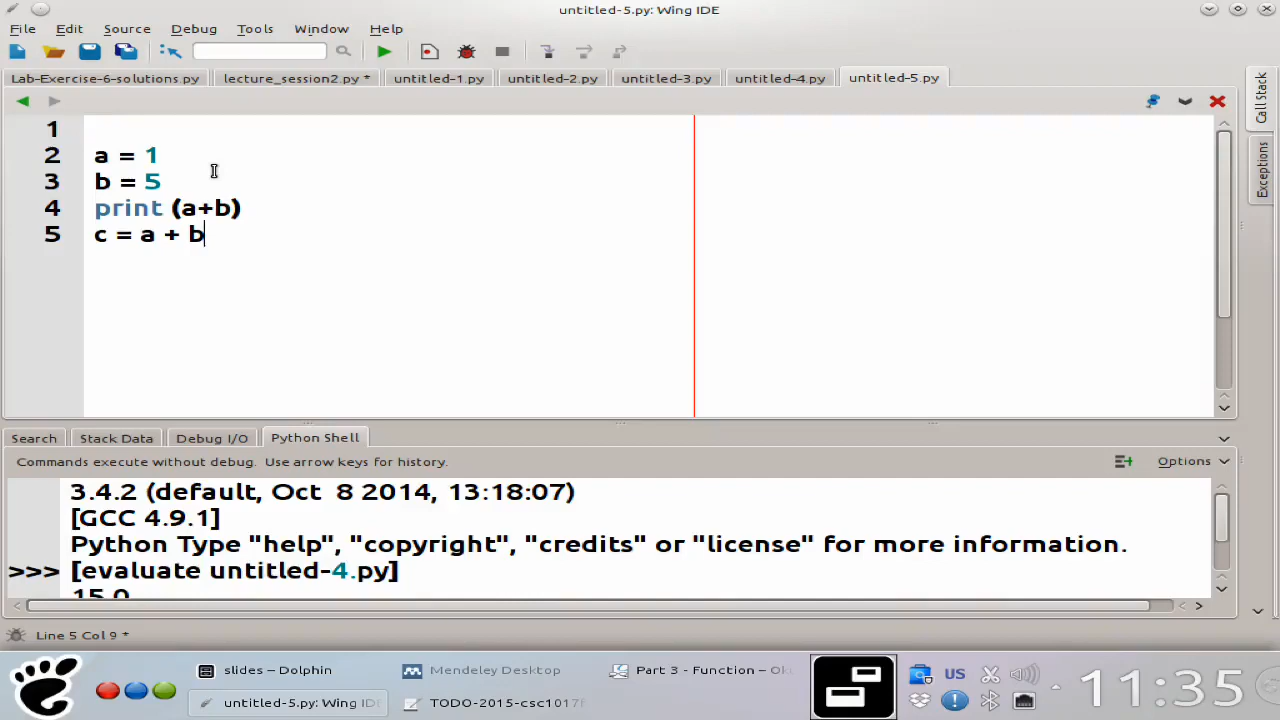 untitled-5.py: Wing IDE
File Edit Source Debug Tools Window Help
Lab-Exercise-6-solutions.py lecture_session2.py * untitled-1.py untitled-2.py untitled-3.py untitled-4.py untitled-5.py
Call Stack
Exceptions
1
2 a = 1
3 b = 5
4 print (a+b)
5 c = a + b
Search Stack Data Debug I/O Python Shell
Commands execute without debug. Use arrow keys for history. Options
3.4.2 (default, Oct 8 2014, 13:18:07)
[GCC 4.9.1]
Python Type "help", "copyright", "credits" or "license" for more information.
>>> [evaluate untitled-4.py]
15.0
Line 5 Col 9 *
slides – Dolphin Mendeley Desktop Part 3 - Function – Ok
US
untitled-5.py: Wing IDE TODO-2015-csc1017f
11:35